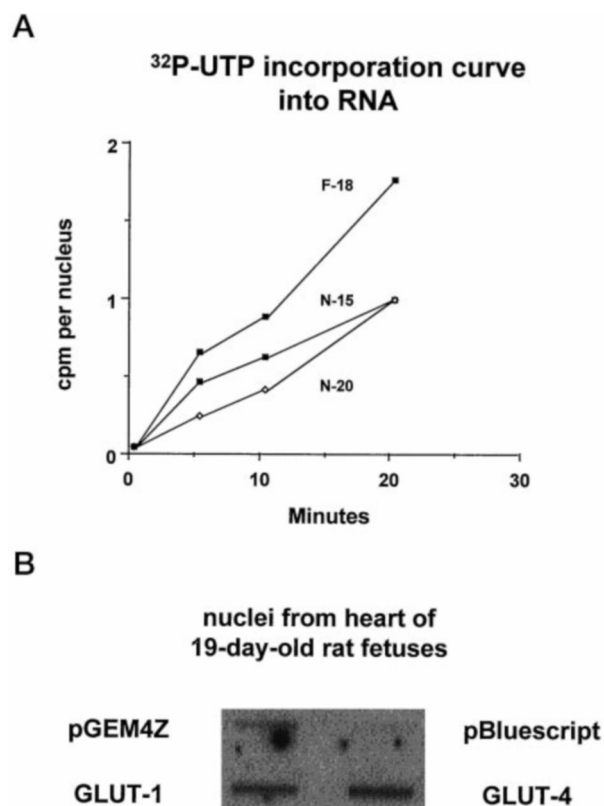 A
³²P-UTP incorporation curve
into RNA
2
F-18
cpm per nucleus
1
N-15
N-20
0
0 10 20 30
Minutes
B
nuclei from heart of
19-day-old rat fetuses
pGEM4Z pBluescript
GLUT-1 GLUT-4